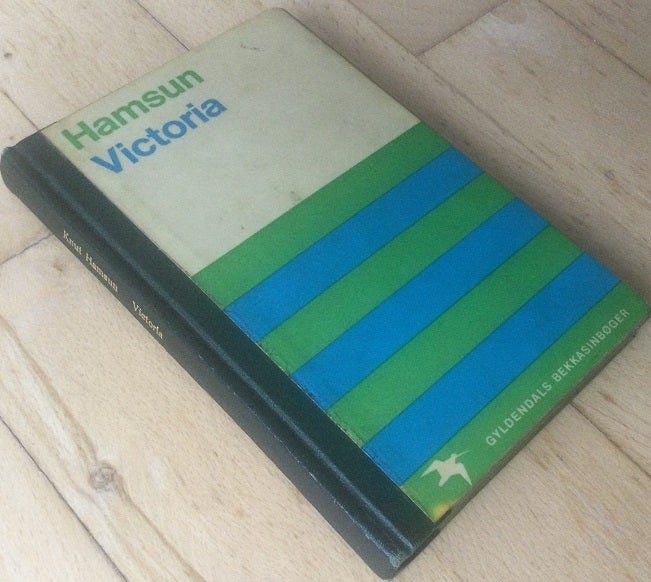 Hamsun
Victoria
Knut Hamsun Victoria
GYLDENDALS BEKKASINBØGER